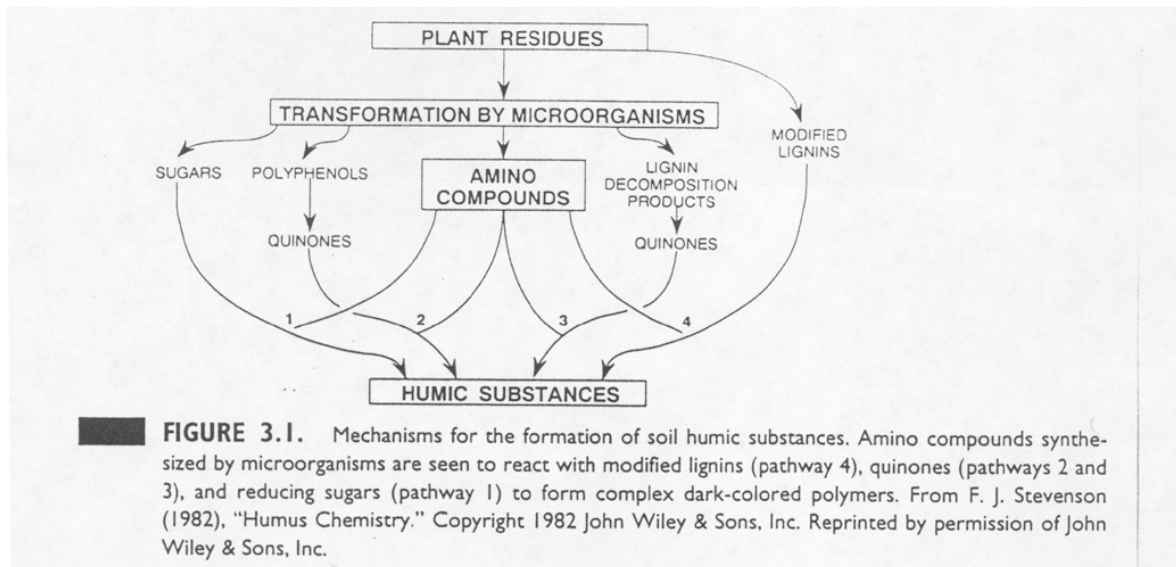 PLANT RESIDUES
TRANSFORMATION BY MICROORGANISMS
MODIFIED
LIGNINS
SUGARS
POLYPHENOLS
AMINO
COMPOUNDS
LIGNIN
DECOMPOSITION
PRODUCTS
QUINONES
QUINONES
1
2
3
4
HUMIC SUBSTANCES
FIGURE 3.1. Mechanisms for the formation of soil humic substances. Amino compounds synthe-
sized by microorganisms are seen to react with modified lignins (pathway 4), quinones (pathways 2 and
3), and reducing sugars (pathway 1) to form complex dark-colored polymers. From F. J. Stevenson
(1982), "Humus Chemistry." Copyright 1982 John Wiley & Sons, Inc. Reprinted by permission of John
Wiley & Sons, Inc.